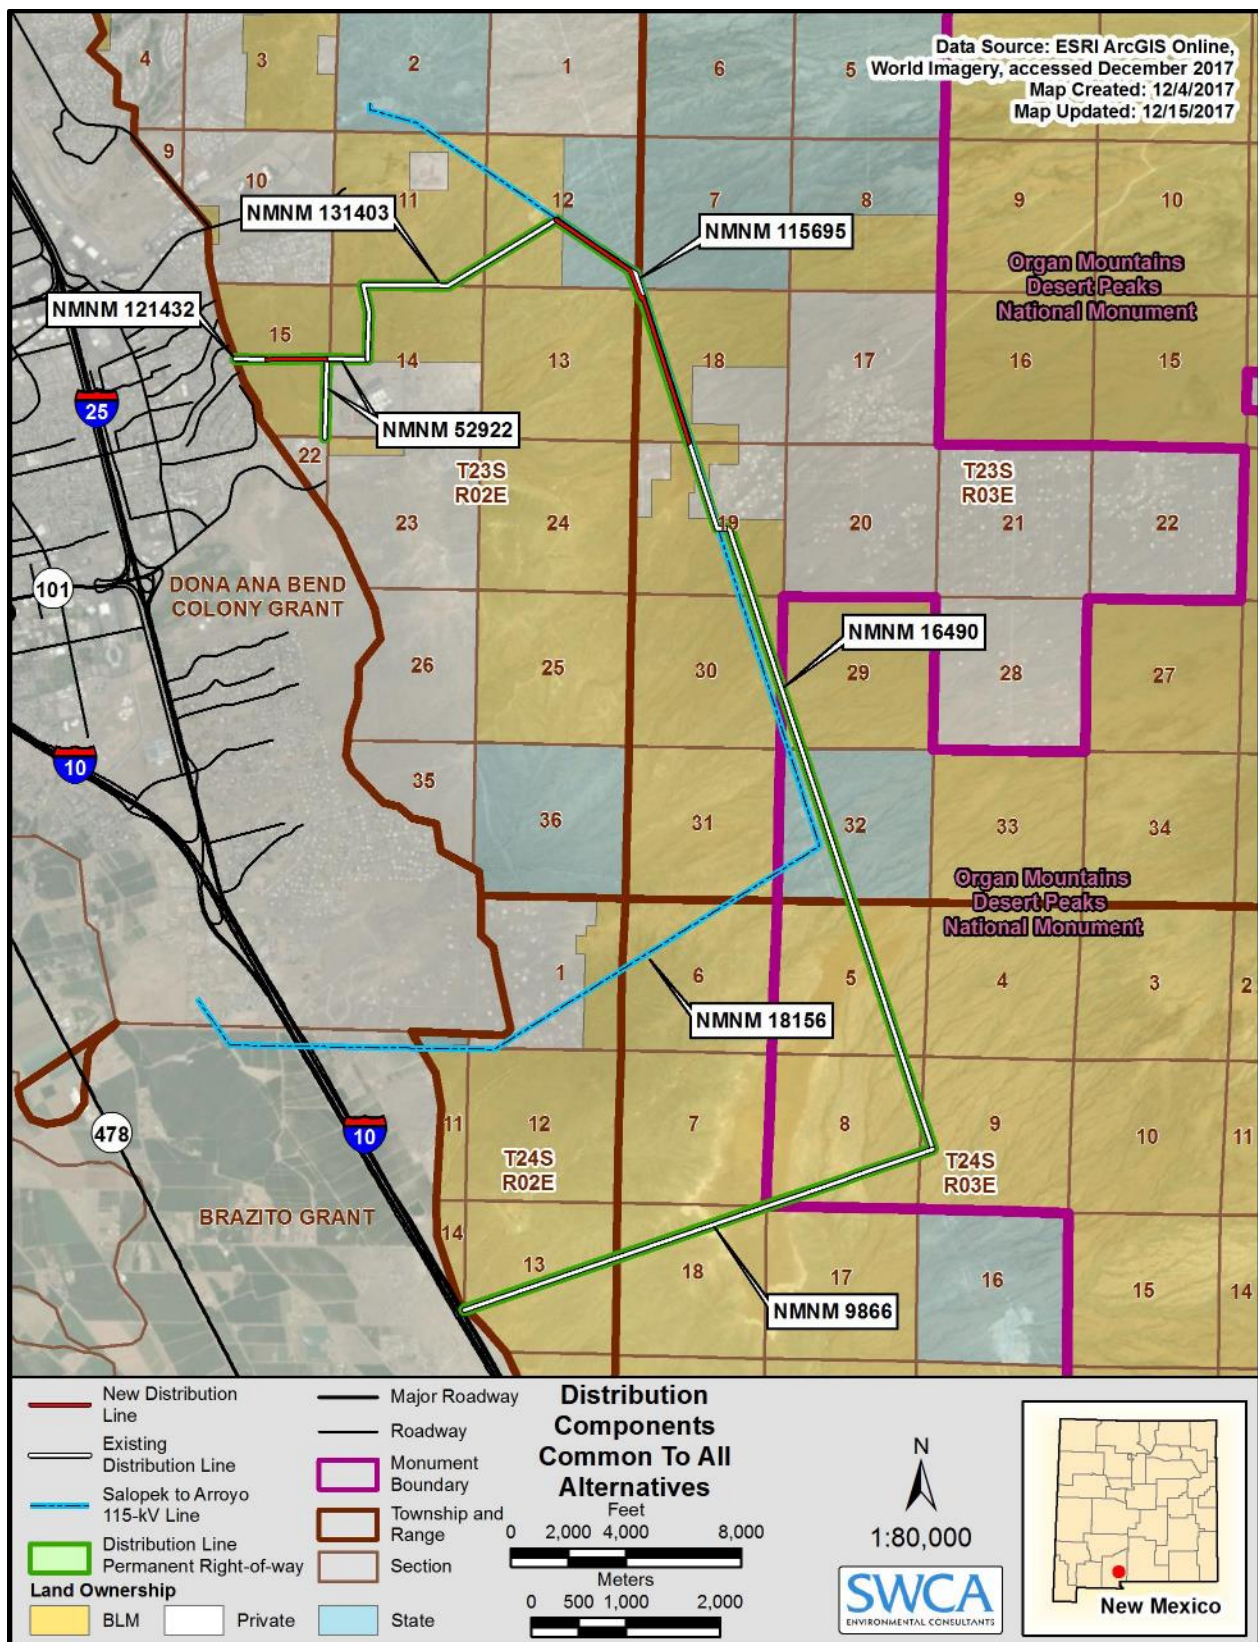 Data Source: ESRI ArcGIS Online,
World Imagery, accessed December 2017
Map Created: 12/4/2017
Map Updated: 12/15/2017
4
3
2
1
6
5
9
10
11
12
7
8
9
10
NMNM 131403
NMNM 115695
Organ Mountains
Desert Peaks
National Monument
NMNM 121432
15
14
13
18
17
16
15
25
NMNM 52922
22
T23S
R02E
T23S
R03E
23
24
19
20
21
22
101
DONA ANA BEND
COLONY GRANT
NMNM 16490
26
25
30
29
28
27
10
35
36
31
32
33
34
Organ Mountains
Desert Peaks
National Monument
1
6
5
4
3
2
NMNM 18156
478
10
11
12
7
8
9
10
11
T24S
R02E
T24S
R03E
BRAZITO GRANT
14
13
18
17
16
15
14
NMNM 9866
New Distribution
Line
Existing
Distribution Line
Salopek to Arroyo
115-kV Line
Distribution Line
Permanent Right-of-way
Land Ownership
BLM
Private
State
Major Roadway
Roadway
Monument
Boundary
Township and
Range
Section
Distribution
Components
Common To All
Alternatives
Feet
0 2,000 4,000 8,000
Meters
0 500 1,000 2,000
N
1:80,000
SWCA
ENVIRONMENTAL CONSULTANTS
New Mexico